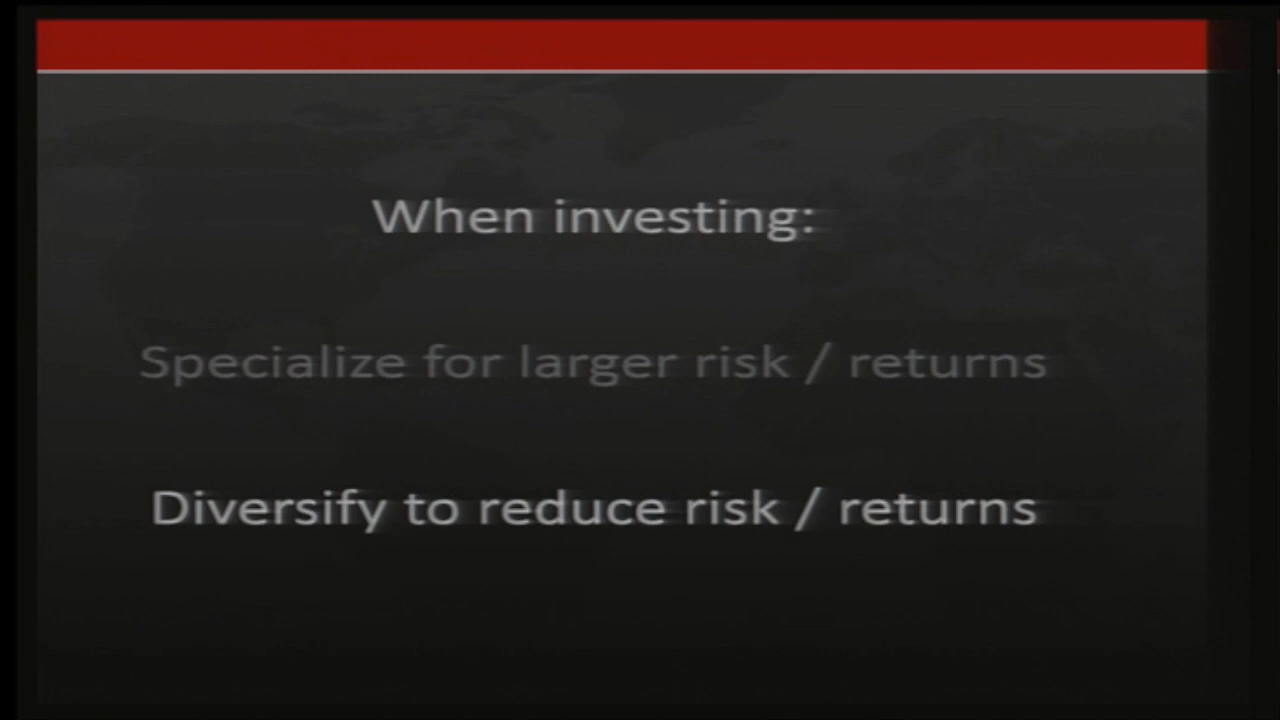 When investing:
Specialize for larger risk / returns
Diversify to reduce risk / returns